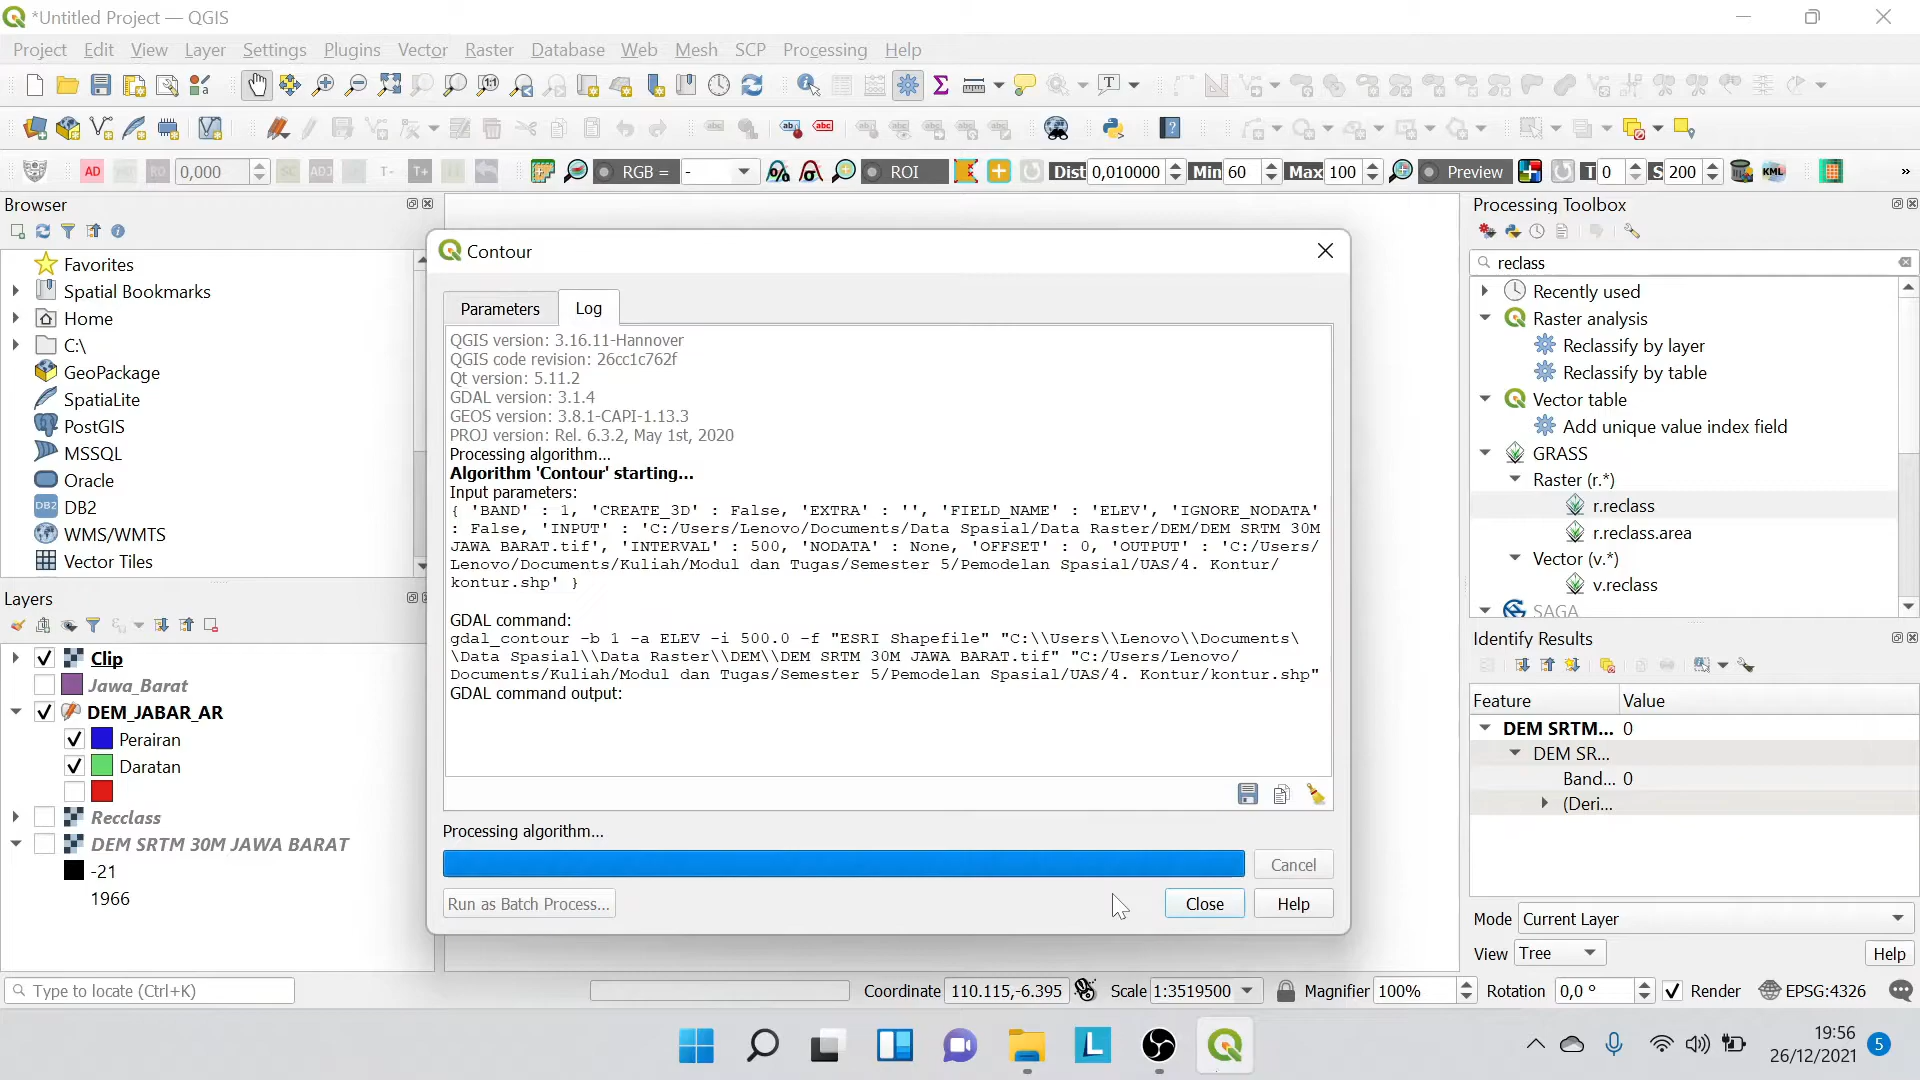 *Untitled Project — QGIS
Project Edit View Layer Settings Plugins Vector Raster Database Web Mesh SCP Processing Help
0,000 RGB = - ROI Dist 0,010000 Min 60 Max 100 Preview T 0 S 200 KML »
Browser
Favorites
Spatial Bookmarks
Home
C:\
GeoPackage
SpatiaLite
PostGIS
MSSQL
Oracle
DB2
WMS/WMTS
Vector Tiles
Layers
Clip
Jawa_Barat
DEM_JABAR_AR
Perairan
Daratan
Recclass
DEM SRTM 30M JAWA BARAT
-21
1966
Contour
Parameters Log
QGIS version: 3.16.11-Hannover
QGIS code revision: 26cc1c762f
Qt version: 5.11.2
GDAL version: 3.1.4
GEOS version: 3.8.1-CAPI-1.13.3
PROJ version: Rel. 6.3.2, May 1st, 2020
Processing algorithm...
Algorithm 'Contour' starting...
Input parameters:
{ 'BAND' : 1, 'CREATE_3D' : False, 'EXTRA' : '', 'FIELD_NAME' : 'ELEV', 'IGNORE_NODATA'
: False, 'INPUT' : 'C:/Users/Lenovo/Documents/Data Spasial/Data Raster/DEM/DEM SRTM 30M
JAWA BARAT.tif', 'INTERVAL' : 500, 'NODATA' : None, 'OFFSET' : 0, 'OUTPUT' : 'C:/Users/
Lenovo/Documents/Kuliah/Modul dan Tugas/Semester 5/Pemodelan Spasial/UAS/4. Kontur/
kontur.shp' }
GDAL command:
gdal_contour -b 1 -a ELEV -i 500.0 -f "ESRI Shapefile" "C:\\Users\\Lenovo\\Documents\
\Data Spasial\\Data Raster\\DEM\\DEM SRTM 30M JAWA BARAT.tif" "C:/Users/Lenovo/
Documents/Kuliah/Modul dan Tugas/Semester 5/Pemodelan Spasial/UAS/4. Kontur/kontur.shp"
GDAL command output:
Processing algorithm...
Cancel
Run as Batch Process... Close Help
Processing Toolbox
reclass
Recently used
Raster analysis
Reclassify by layer
Reclassify by table
Vector table
Add unique value index field
GRASS
Raster (r.*)
r.reclass
r.reclass.area
Vector (v.*)
v.reclass
SAGA
Identify Results
Feature Value
DEM SRTM... 0
DEM SR...
Band... 0
(Deri...
Mode Current Layer
View Tree Help
Type to locate (Ctrl+K) Coordinate 110.115,-6.395 Scale 1:3519500 Magnifier 100% Rotation 0,0 ° Render EPSG:4326
19:56
26/12/2021 5